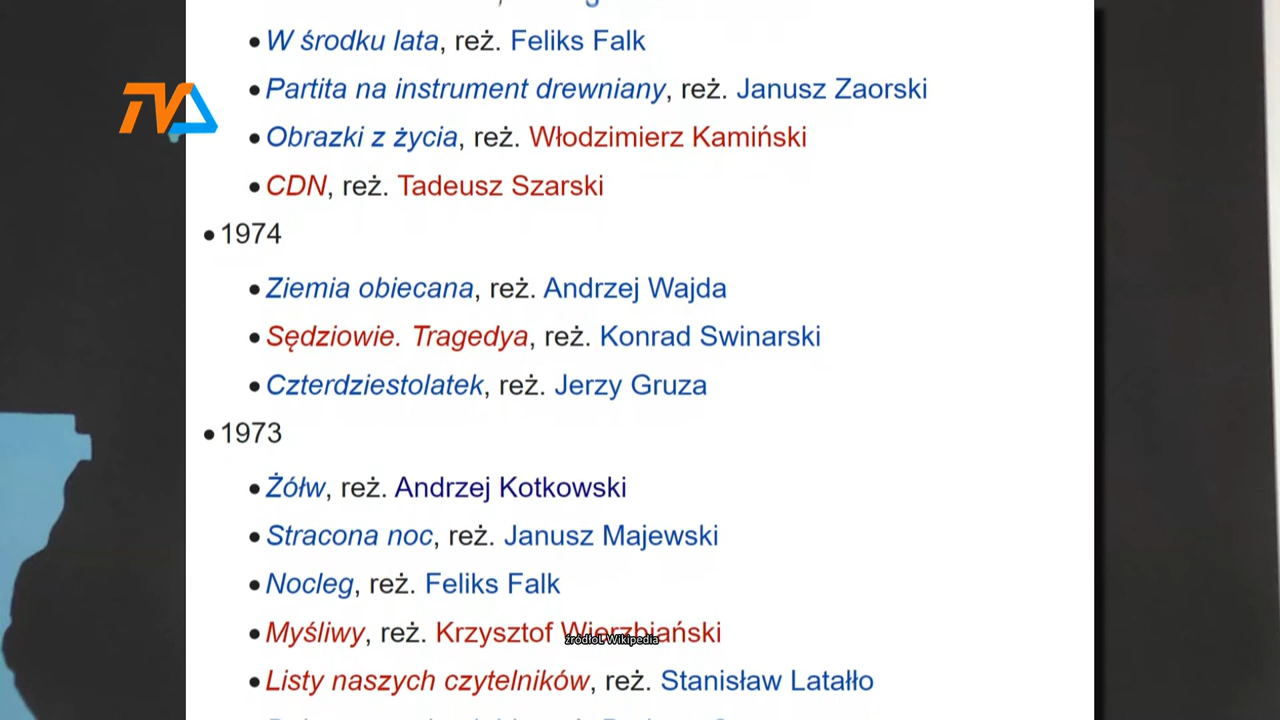 W środku lata, reż. Feliks Falk
TVA
Partita na instrument drewniany, reż. Janusz Zaorski
Obrazki z życia, reż. Włodzimierz Kamiński
CDN, reż. Tadeusz Szarski
1974
Ziemia obiecana, reż. Andrzej Wajda
Sędziowie. Tragedya, reż. Konrad Swinarski
Czterdziestolatek, reż. Jerzy Gruza
1973
Żółw, reż. Andrzej Kotkowski
Stracona noc, reż. Janusz Majewski
Nocleg, reż. Feliks Falk
Myśliwy, reż. Krzysztof Wierzbiański
źródłoL Wikipedia
Listy naszych czytelników, reż. Stanisław Latałło